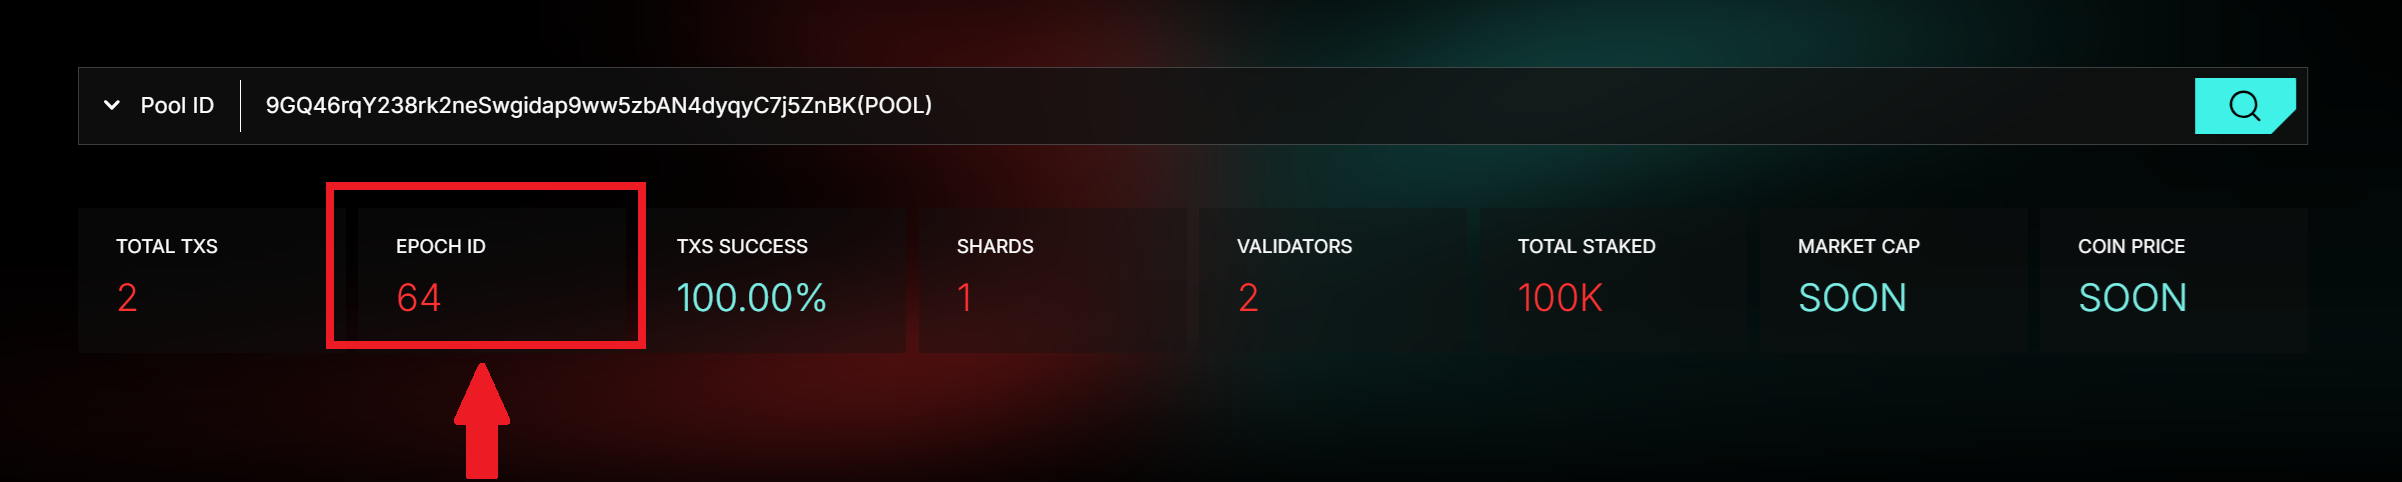 Pool ID 9GQ46rqY238rk2neSwgidap9ww5zbAN4dyqyC7j5ZnBK(POOL)
TOTAL TXS EPOCH ID TXS SUCCESS SHARDS VALIDATORS TOTAL STAKED MARKET CAP COIN PRICE
2 64 100.00% 1 2 100K SOON SOON